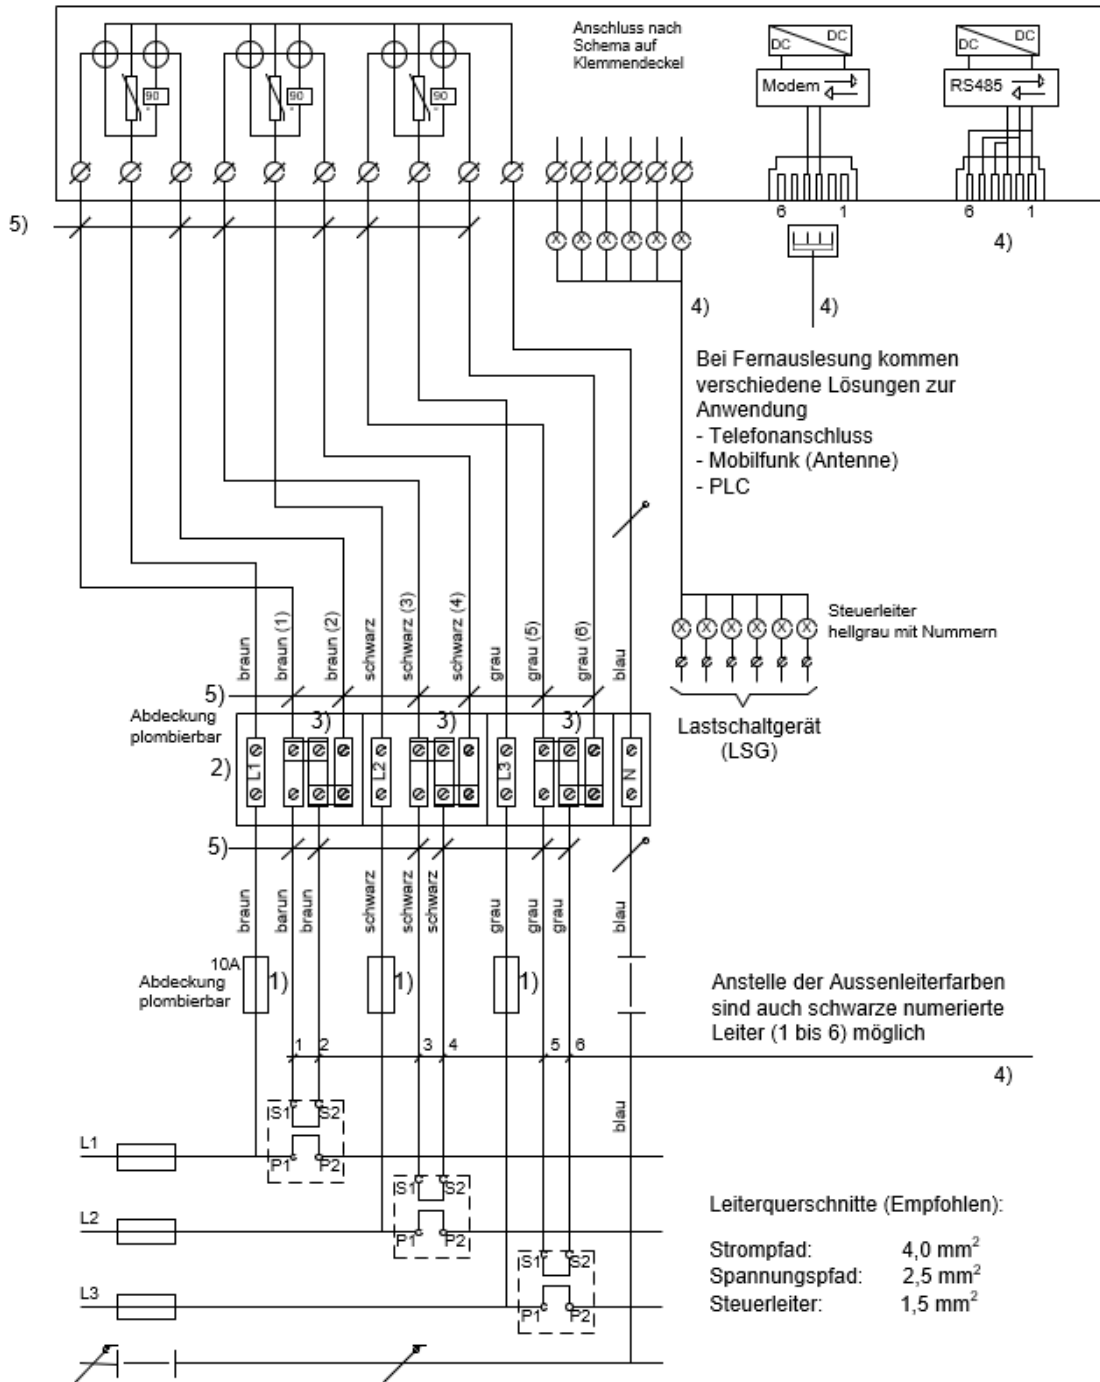 Anschluss nach
Schema auf
Klemmendeckel
DC DC
DC DC
Modem
RS485
90
90
90
6 1
6 1
5)
4)
4)
4)
Bei Fernauslesung kommen
verschiedene Lösungen zur
Anwendung
- Telefonanschluss
- Mobilfunk (Antenne)
- PLC
braun
braun (1)
braun (2)
schwarz
schwarz (3)
schwarz (4)
grau
grau (5)
grau (6)
blau
Steuerleiter
hellgrau mit Nummern
X X X X X X
X X X X X X
Lastschaltgerät
(LSG)
5)
Abdeckung
plombierbar
3) 3) 3)
2)
L1 L2 L3 N
5)
braun
barun
braun
schwarz
schwarz
schwarz
grau
grau
grau
blau
10A
Abdeckung
plombierbar
1) 1) 1)
Anstelle der Aussenleiterfarben
sind auch schwarze numerierte
Leiter (1 bis 6) möglich
1 2 3 4 5 6
4)
blau
S1 S2
L1
P1 P2
S1 S2
L2
P1 P2
S1 S2
L3
P1 P2
Leiterquerschnitte (Empfohlen):
Strompfad: 4,0 mm²
Spannungspfad: 2,5 mm²
Steuerleiter: 1,5 mm²